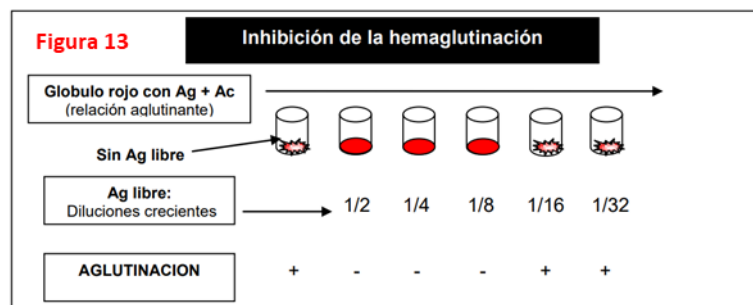 Figura 13
Inhibición de la hemaglutinación
Globulo rojo con Ag + Ac
(relación aglutinante)
Sin Ag libre
Ag libre:
Diluciones crecientes
1/2 1/4 1/8 1/16 1/32
AGLUTINACION + - - - + +